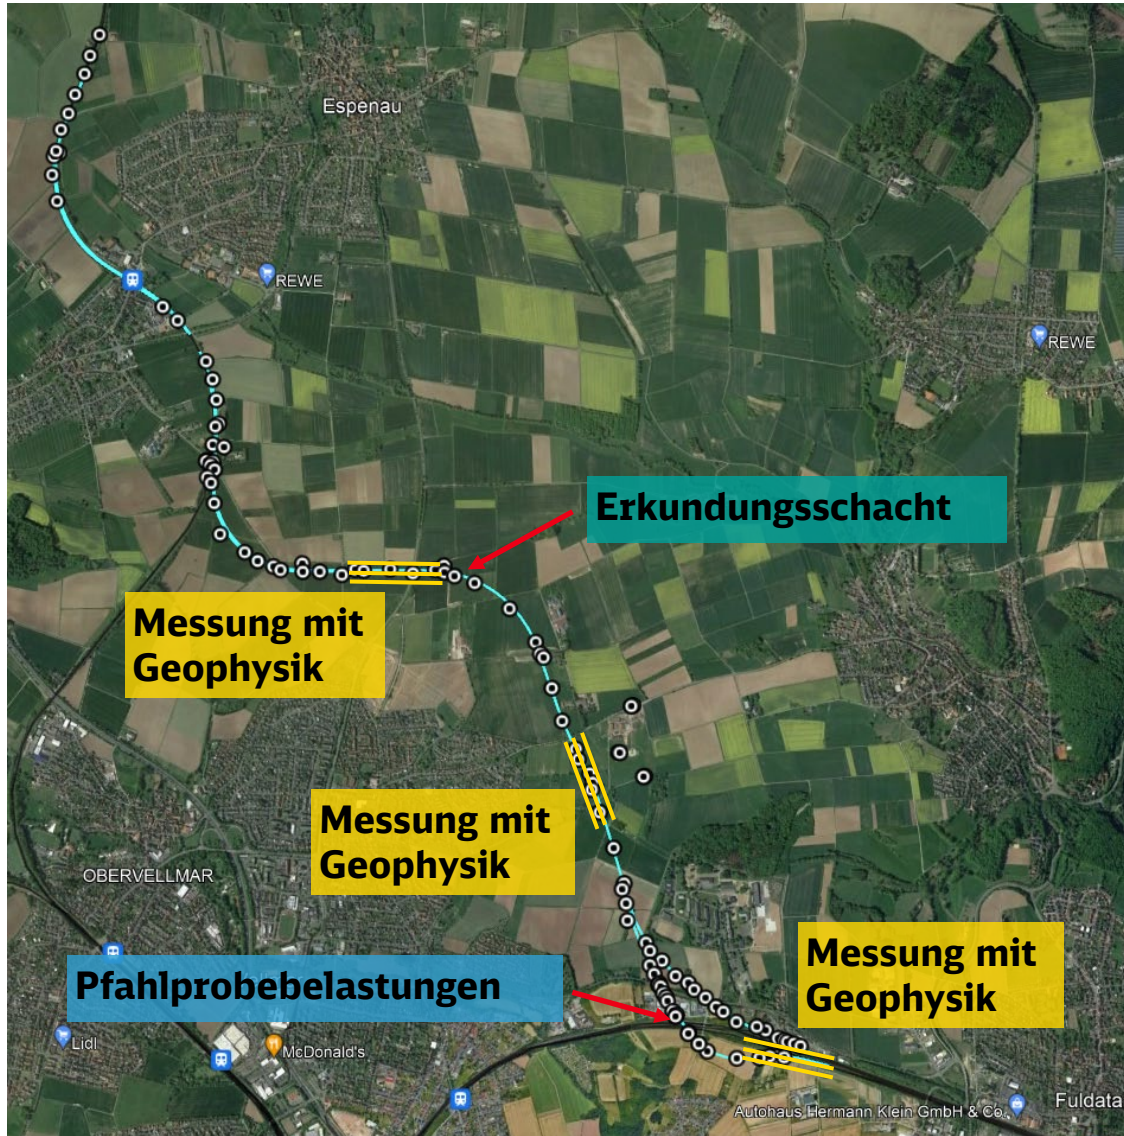 Espenau
REWE
REWE
Erkundungsschacht
Messung mit
Geophysik
Messung mit
Geophysik
OBERVELLMAR
Messung mit
Geophysik
Pfahlprobebelastungen
Lidl
McDonald's
Autohaus Hermann Klein GmbH & Co..
Fuldata